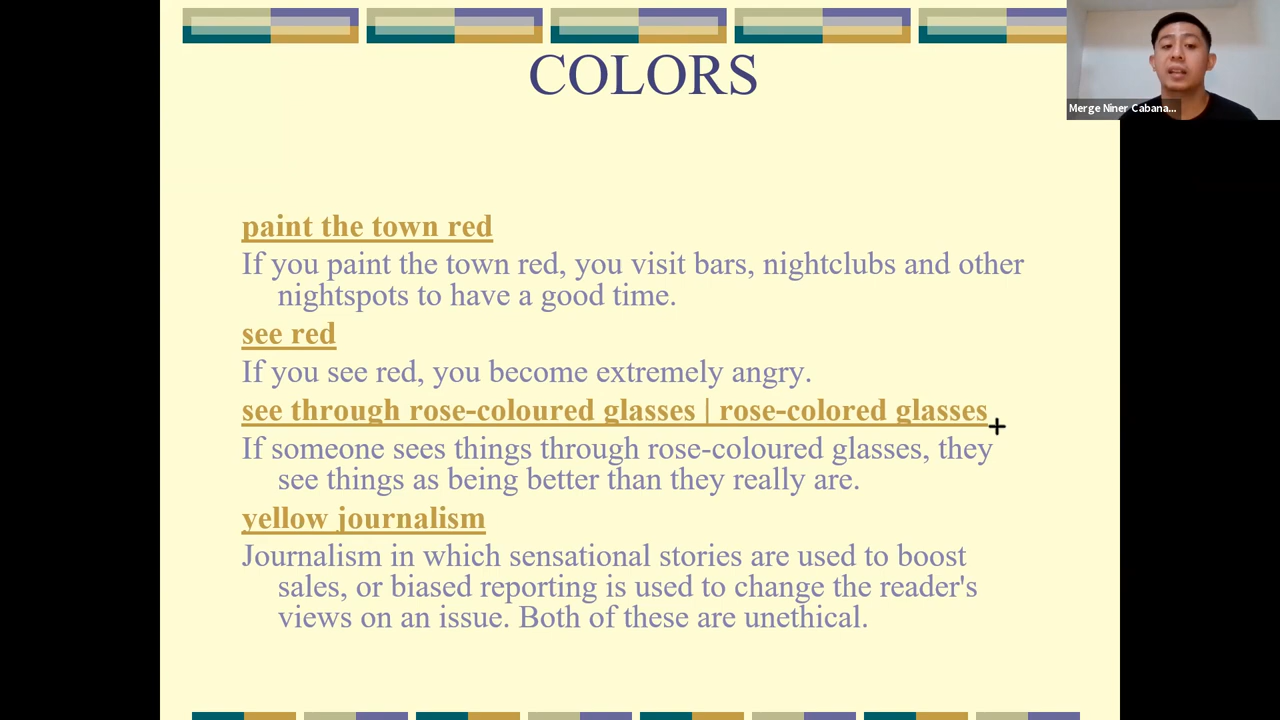 COLORS
Merge Niner Cabana...
paint the town red
If you paint the town red, you visit bars, nightclubs and other
nightspots to have a good time.
see red
If you see red, you become extremely angry.
see through rose-coloured glasses | rose-colored glasses
If someone sees things through rose-coloured glasses, they
see things as being better than they really are.
yellow journalism
Journalism in which sensational stories are used to boost
sales, or biased reporting is used to change the reader's
views on an issue. Both of these are unethical.